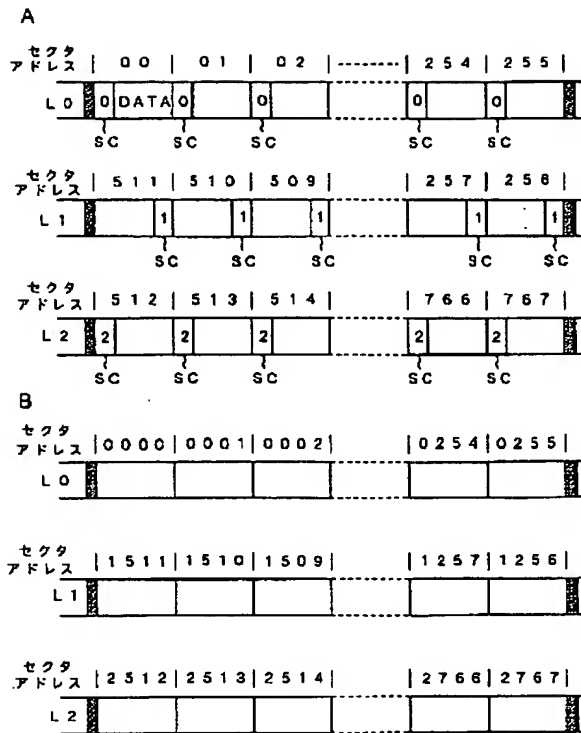 A
セクタ
アドレス | 00 | 01 | 02 | | 254 | 255 |
L0 0 DATA 0 0 0 0
SC SC SC SC SC
セクタ
アドレス | 511 | 510 | 509 | | 257 | 256 |
L1 1 1 1 1 1
SC SC SC SC SC
セクタ
アドレス | 512 | 513 | 514 | | 766 | 767 |
L2 2 2 2 2 2
SC SC SC SC SC
B
セクタ
アドレス | 0000 | 0001 | 0002 | | 0254 | 0255 |
L0
セクタ
アドレス | 1511 | 1510 | 1509 | | 1257 | 1256 |
L1
セクタ
アドレス | 2512 | 2513 | 2514 | | 2766 | 2767 |
L2